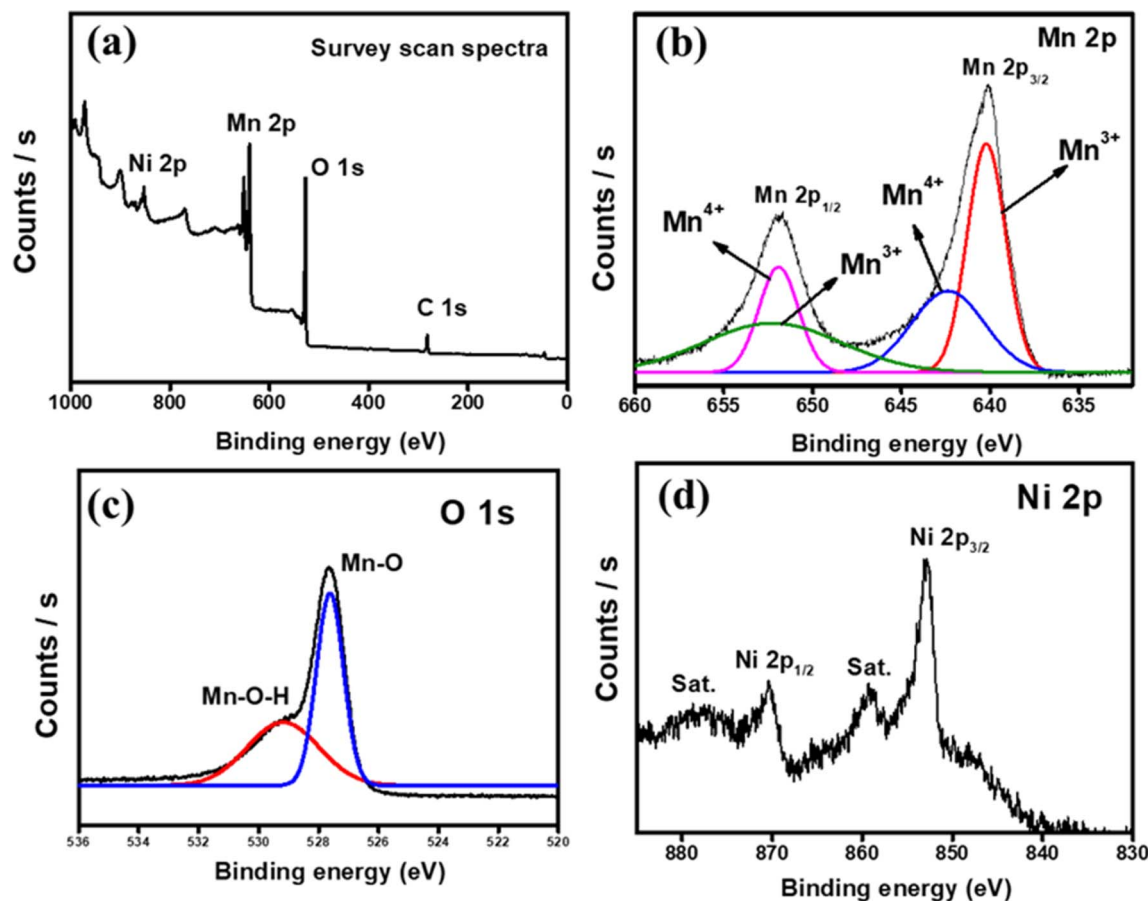 (a)
Survey scan spectra
Ni 2p
Mn 2p
O 1s
C 1s
Counts / s
1000 800 600 400 200 0
Binding energy (eV)
(b)
Mn 2p
Mn 2p3/2
Mn3+
Mn4+
Mn 2p1/2
Mn4+
Mn3+
Counts / s
660 655 650 645 640 635
Binding energy (eV)
(c)
O 1s
Mn-O
Mn-O-H
Counts / s
536 534 532 530 528 526 524 522 520
Binding energy (eV)
(d)
Ni 2p
Ni 2p3/2
Sat.
Ni 2p1/2
Sat.
Counts / s
880 870 860 850 840 830
Binding energy (eV)